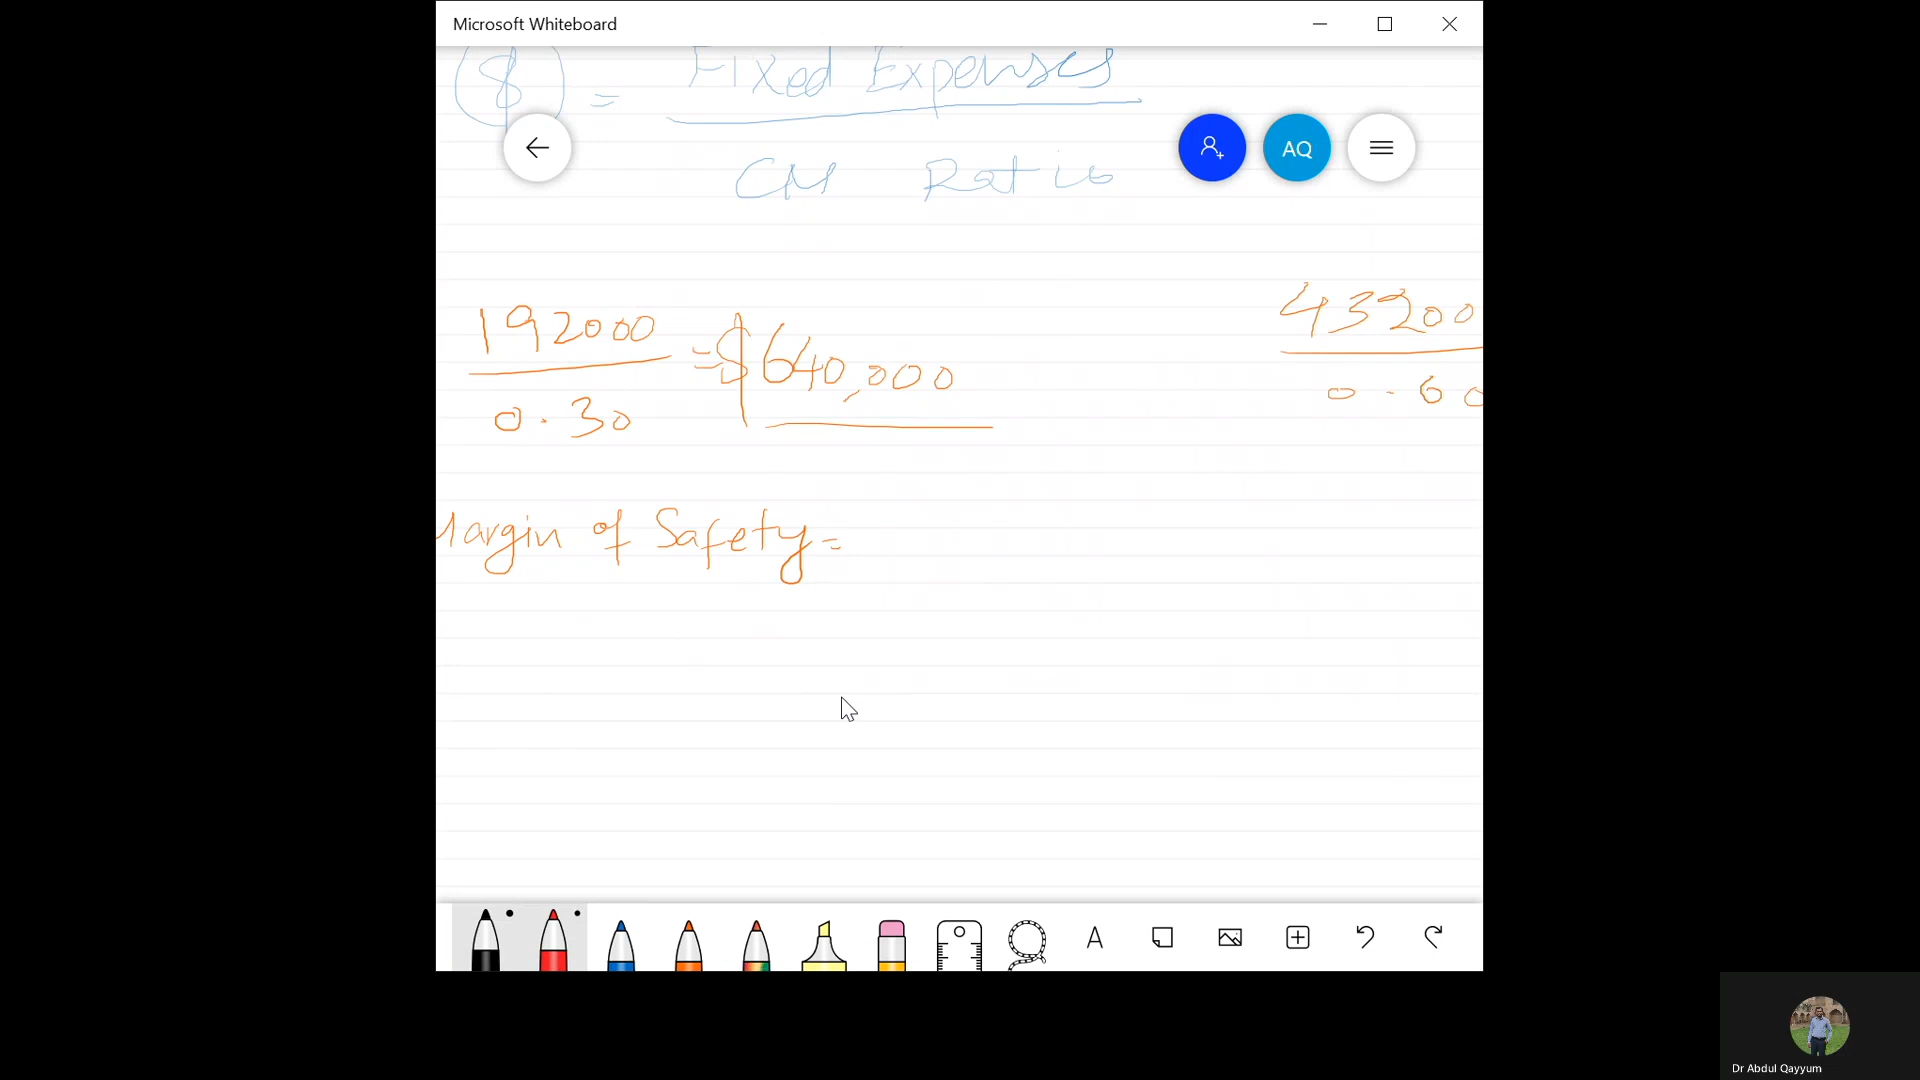 Microsoft Whiteboard
$ = Fixed Expenses
CM Ratio
AQ
192000 = $640,000
0.30
43200
0.60
Margin of Safety =
A
Dr Abdul Qayyum